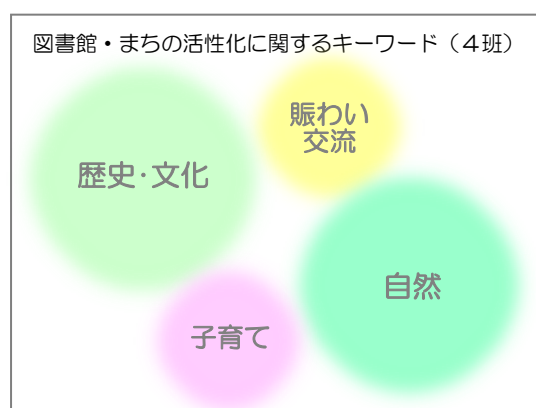 図書館・まちの活性化に関するキーワード（４班）
賑わい
交流
歴史・文化
自然
子育て